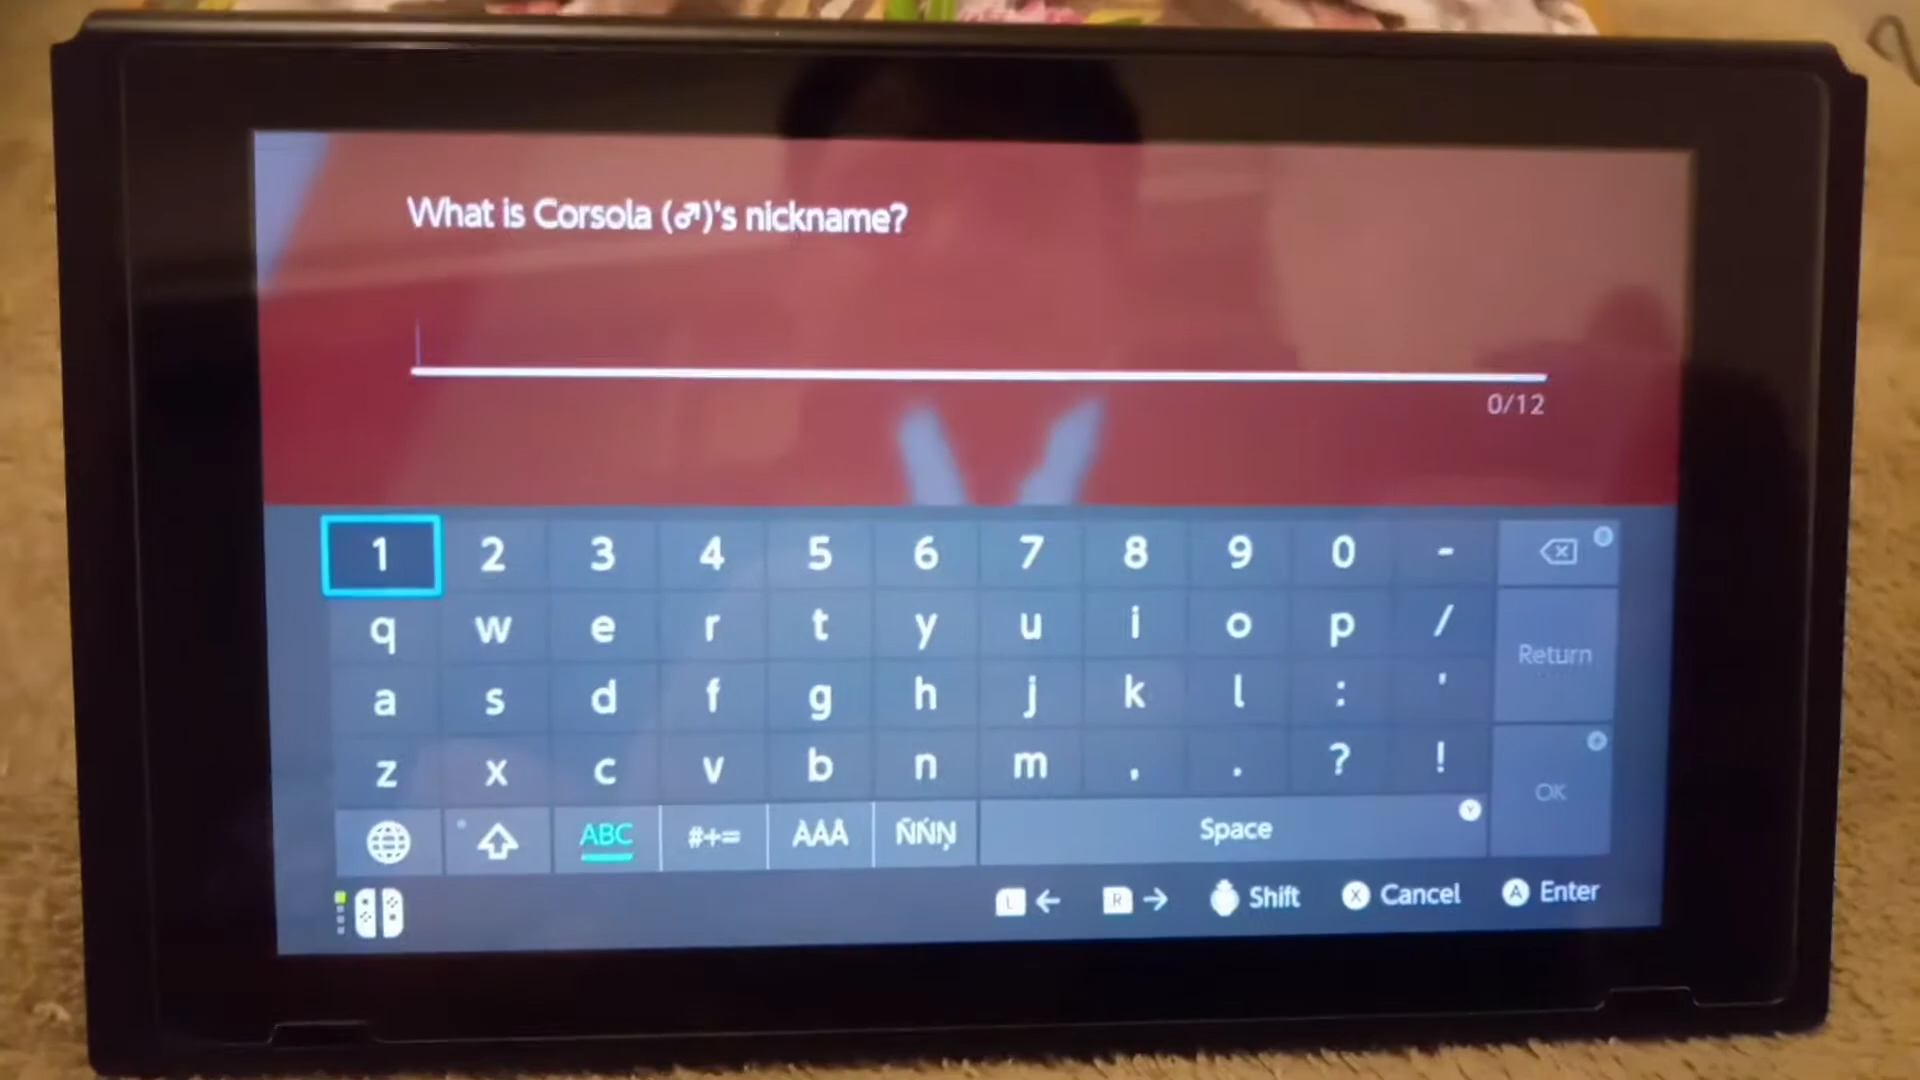 What is Corsola (♂)'s nickname?
0/12
1 2 3 4 5 6 7 8 9 0 -
q w e r t y u i o p /
Return
a s d f g h j k l : '
z x c v b n m , . ? !
OK
ABC #+= ÀÁÂ ÑŃŅ Space Y
L ← R → Shift X Cancel A Enter